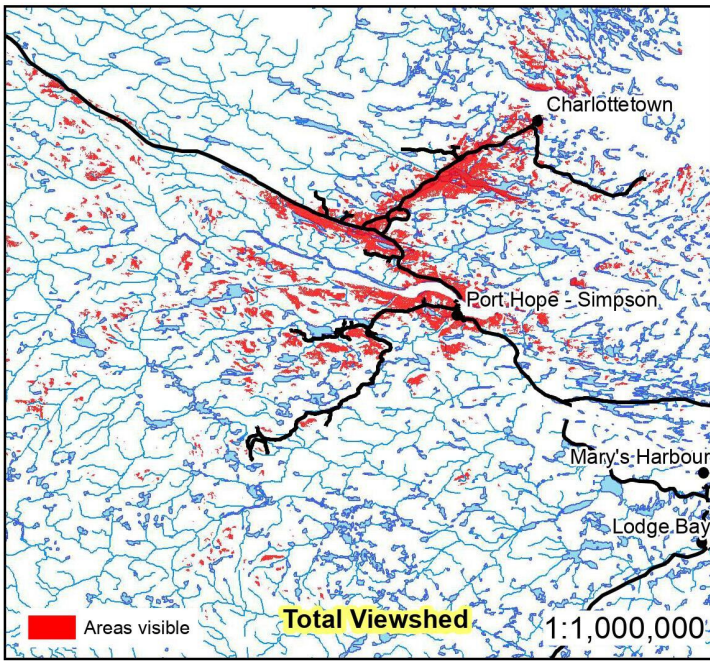 Charlottetown
Port Hope - Simpson
Mary's Harbour
Lodge Bay
Areas visible
Total Viewshed
1:1,000,000